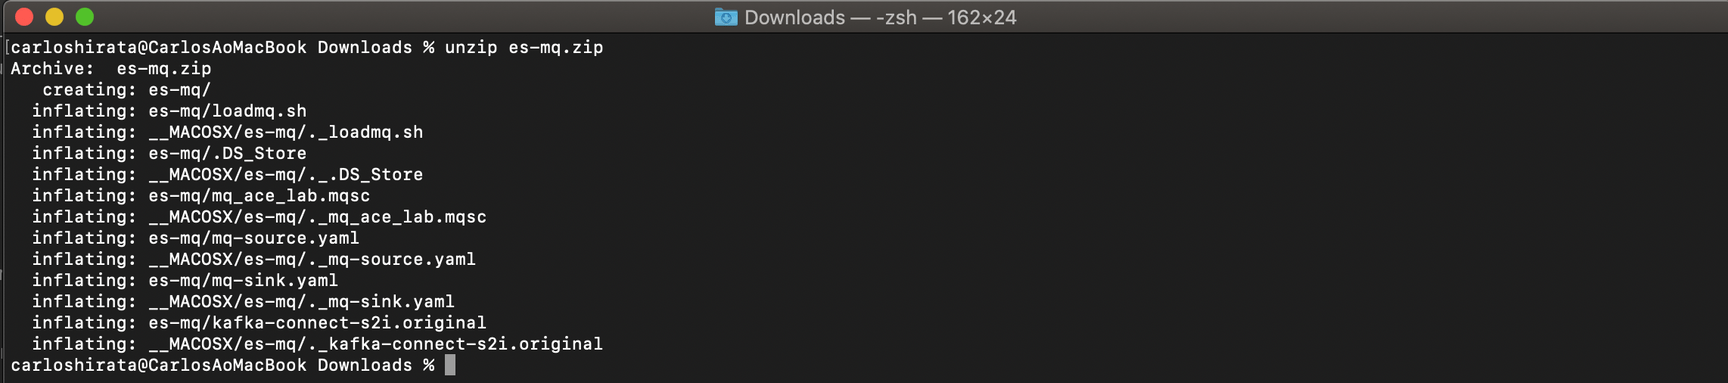 Downloads — -zsh — 162×24
[carloshirata@CarlosAoMacBook Downloads % unzip es-mq.zip
Archive:  es-mq.zip
   creating: es-mq/
  inflating: es-mq/loadmq.sh
  inflating: __MACOSX/es-mq/._loadmq.sh
  inflating: es-mq/.DS_Store
  inflating: __MACOSX/es-mq/._.DS_Store
  inflating: es-mq/mq_ace_lab.mqsc
  inflating: __MACOSX/es-mq/._mq_ace_lab.mqsc
  inflating: es-mq/mq-source.yaml
  inflating: __MACOSX/es-mq/._mq-source.yaml
  inflating: es-mq/mq-sink.yaml
  inflating: __MACOSX/es-mq/._mq-sink.yaml
  inflating: es-mq/kafka-connect-s2i.original
  inflating: __MACOSX/es-mq/._kafka-connect-s2i.original
carloshirata@CarlosAoMacBook Downloads %